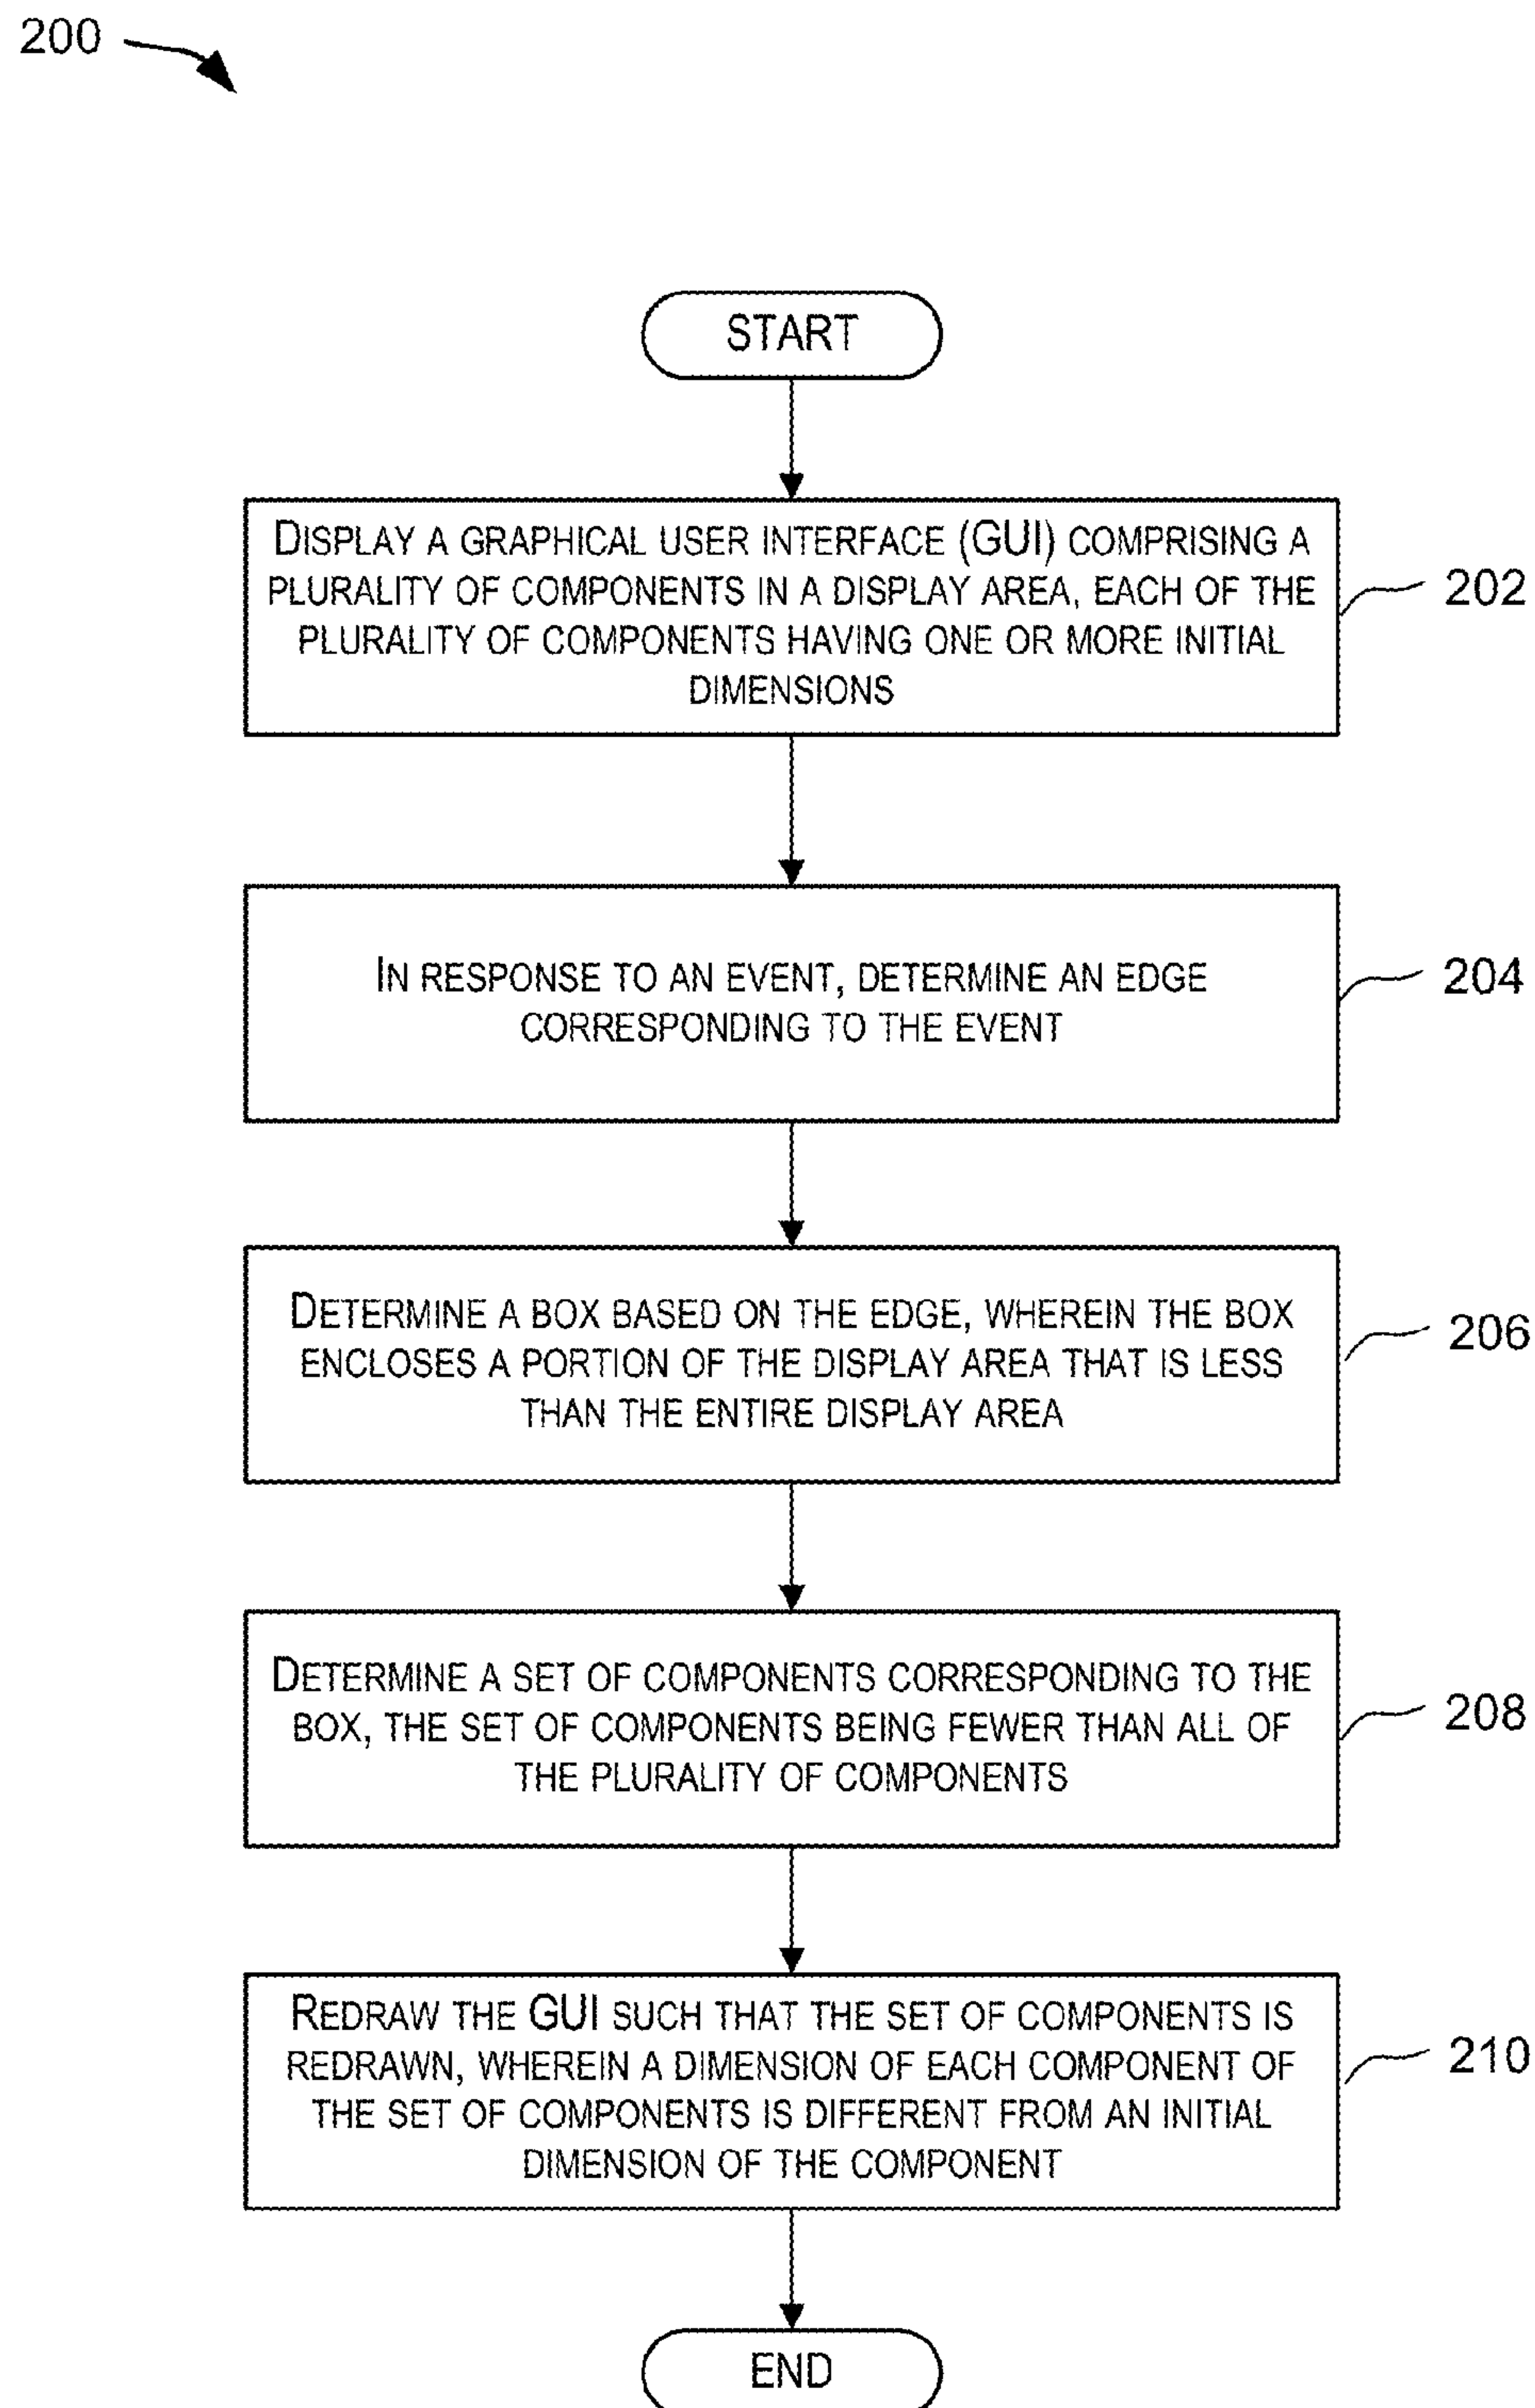 200
START
DISPLAY A GRAPHICAL USER INTERFACE (GUI) COMPRISING A
PLURALITY OF COMPONENTS IN A DISPLAY AREA, EACH OF THE
PLURALITY OF COMPONENTS HAVING ONE OR MORE INITIAL
DIMENSIONS
202
IN RESPONSE TO AN EVENT, DETERMINE AN EDGE
CORRESPONDING TO THE EVENT
204
DETERMINE A BOX BASED ON THE EDGE, WHEREIN THE BOX
ENCLOSES A PORTION OF THE DISPLAY AREA THAT IS LESS
THAN THE ENTIRE DISPLAY AREA
206
DETERMINE A SET OF COMPONENTS CORRESPONDING TO THE
BOX, THE SET OF COMPONENTS BEING FEWER THAN ALL OF
THE PLURALITY OF COMPONENTS
208
REDRAW THE GUI SUCH THAT THE SET OF COMPONENTS IS
REDRAWN, WHEREIN A DIMENSION OF EACH COMPONENT OF
THE SET OF COMPONENTS IS DIFFERENT FROM AN INITIAL
DIMENSION OF THE COMPONENT
210
END